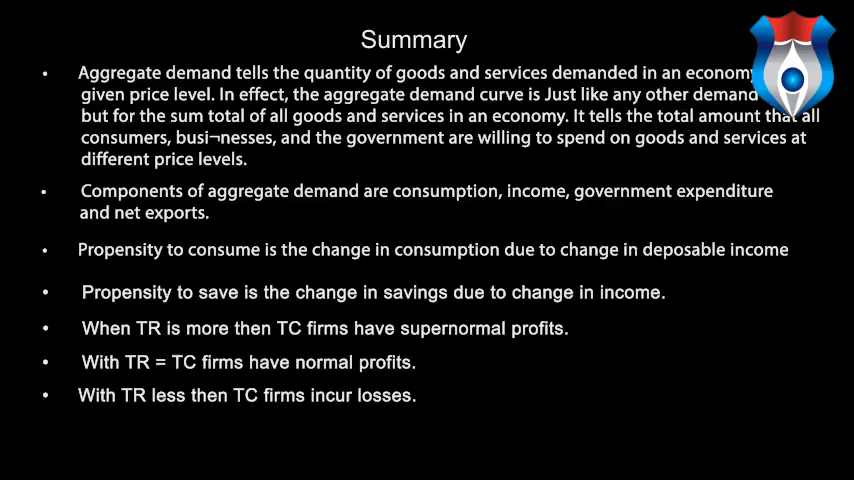 Summary
• Aggregate demand tells the quantity of goods and services demanded in an economy
given price level. In effect, the aggregate demand curve is Just like any other demand
but for the sum total of all goods and services in an economy. It tells the total amount that all
consumers, busi¬nesses, and the government are willing to spend on goods and services at
different price levels.
• Components of aggregate demand are consumption, income, government expenditure
and net exports.
• Propensity to consume is the change in consumption due to change in deposable income
• Propensity to save is the change in savings due to change in income.
• When TR is more then TC firms have supernormal profits.
• With TR = TC firms have normal profits.
• With TR less then TC firms incur losses.